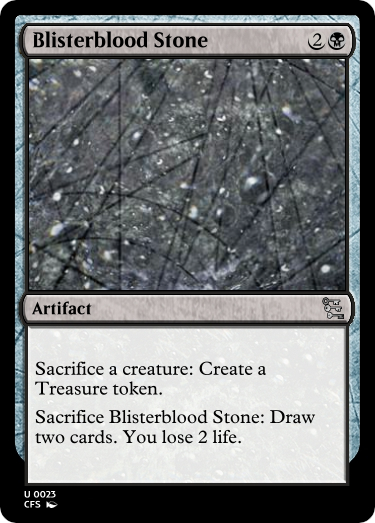 Blisterblood Stone 2
Artifact
Sacrifice a creature: Create a
Treasure token.
Sacrifice Blisterblood Stone: Draw
two cards. You lose 2 life.
U 0023
CFS